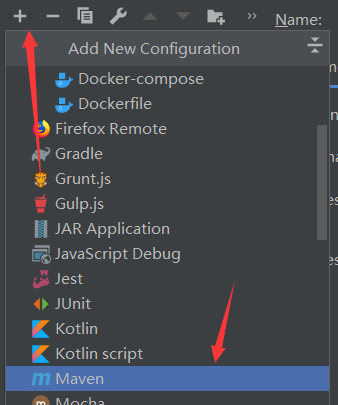 Name:
Add New Configuration
Docker-compose
Dockerfile
Firefox Remote
Gradle
Grunt.js
Gulp.js
JAR Application
JavaScript Debug
Jest
JUnit
Kotlin
Kotlin script
Maven
Mocha